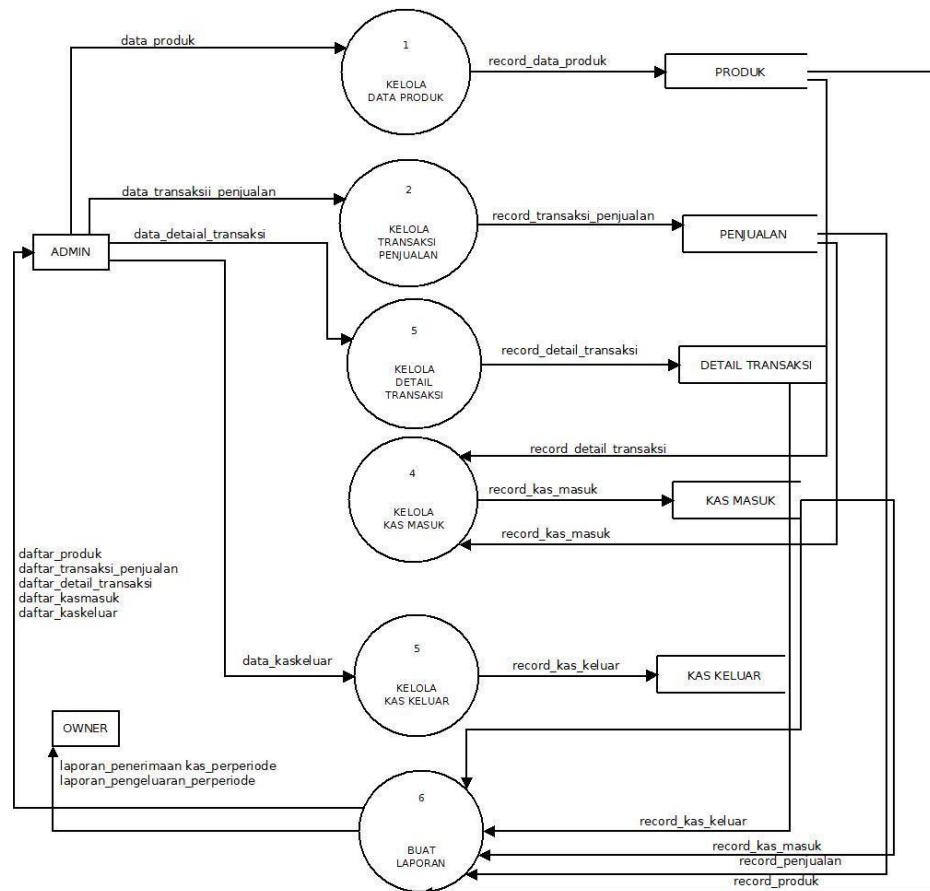 data_produk
1
KELOLA
DATA PRODUK
record_data_produk
PRODUK
data_transaksii_penjualan
2
KELOLA
TRANSAKSI
PENJUALAN
record_transaksi_penjualan
PENJUALAN
ADMIN
data_detaial_transaksi
5
KELOLA
DETAIL
TRANSAKSI
record_detail_transaksi
DETAIL TRANSAKSI
record_detail_transaksi
4
KELOLA
KAS MASUK
record_kas_masuk
KAS MASUK
record_kas_masuk
daftar_produk
daftar_transaksi_penjualan
daftar_detail_transaksi
daftar_kasmasuk
daftar_kaskeluar
data_kaskeluar
5
KELOLA
KAS KELUAR
record_kas_keluar
KAS KELUAR
OWNER
laporan_penerimaan kas_perperiode
laporan_pengeluaran_perperiode
6
BUAT
LAPORAN
record_kas_keluar
record_kas_masuk
record_penjualan
record_produk